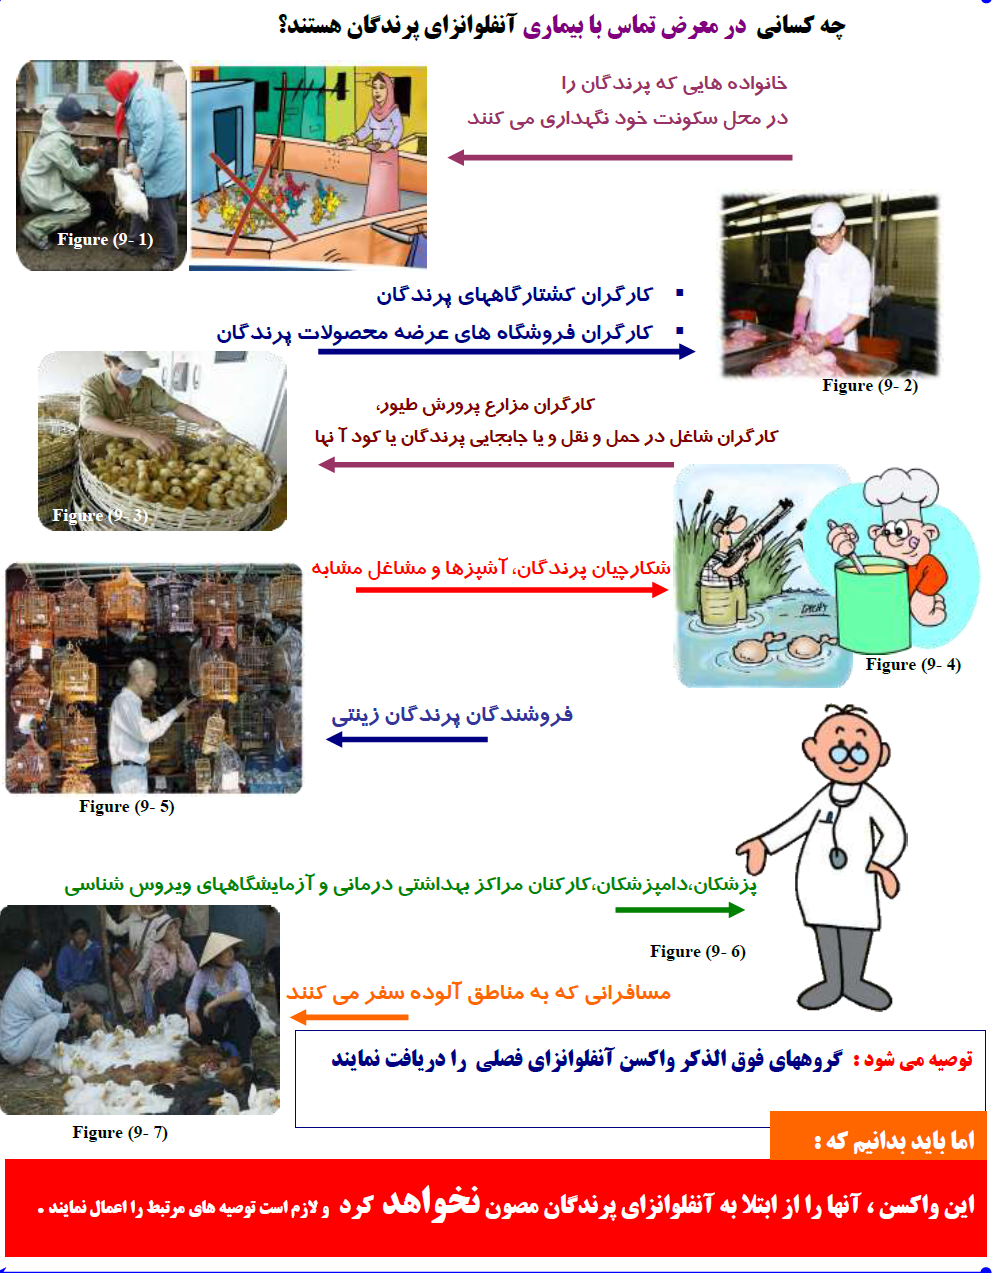 چه کسانی در معرض تماس با بیماری آنفلوانزای پرندگان هستند؟
خانواده هایی که پرندگان را
در محل سکونت خود نگهداری می کنند
Figure (9- 1)
▪ کارگران کشتارگاههای پرندگان
▪ کارگران فروشگاه های عرضه محصولات پرندگان
Figure (9- 2)
کارگران مزارع پرورش طیور،
کارگران شاغل در حمل و نقل و یا جابجایی پرندگان یا کود آ نها
Figure (9- 3)
شکارچیان پرندگان، آشپزها و مشاغل مشابه
Figure (9- 4)
فروشندگان پرندگان زینتی
Figure (9- 5)
پزشکان،دامپزشکان،کارکنان مراکز بهداشتی درمانی و آزمایشگاههای ویروس شناسی
Figure (9- 6)
مسافرانی که به مناطق آلوده سفر می کنند
توصیه می شود : گروههای فوق الذکر واکسن آنفلوانزای فصلی را دریافت نمایند
Figure (9- 7)
اما باید بدانیم که :
این واکسن ، آنها را از ابتلا به آنفلوانزای پرندگان مصون نخواهد کرد و لازم است توصیه های مرتبط را اعمال نمایند .